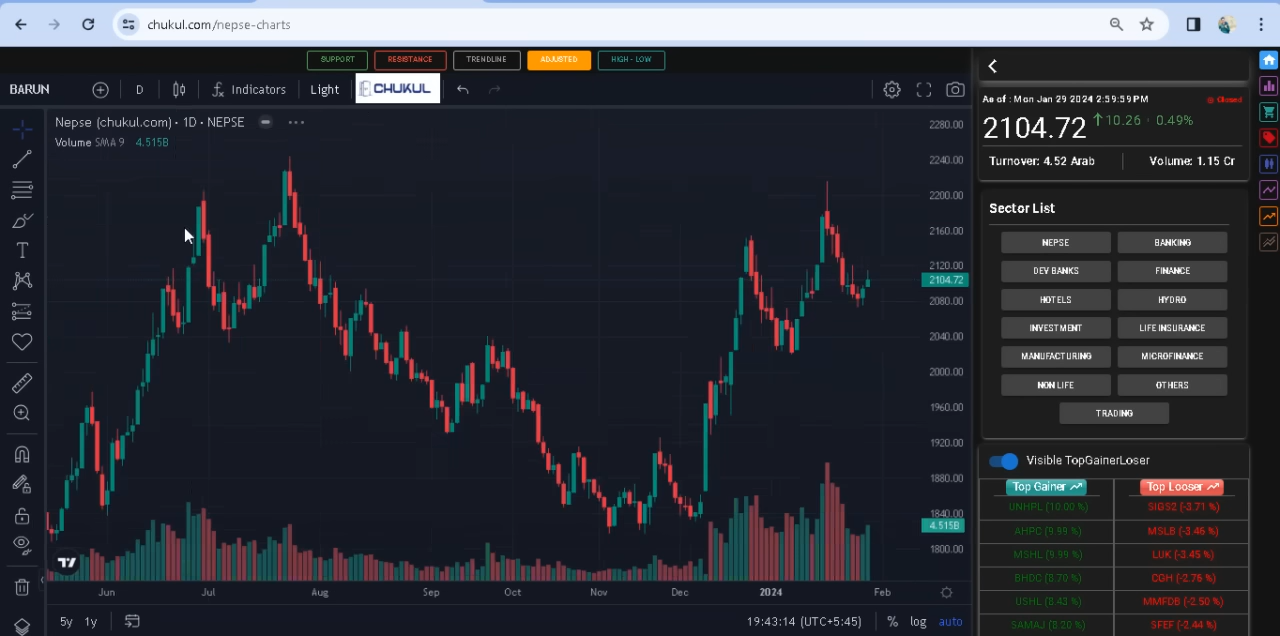 chukul.com/nepse-charts
SUPPORT RESISTANCE TRENDLINE ADJUSTED HIGH - LOW
BARUN D Indicators Light CHUKUL
Nepse (chukul.com) · 1D · NEPSE
Volume SMA 9 4.515B
2280.00
2240.00
2200.00
2160.00
2120.00
2104.72
2080.00
2040.00
2000.00
1960.00
1920.00
1880.00
1840.00
4.515B
1800.00
Jun Jul Aug Sep Oct Nov Dec 2024 Feb
5y 1y 19:43:14 (UTC+5:45) % log auto
As of : Mon Jan 29 2024 2:59:59 PM Closed
2104.72 ↑ 10.26 · 0.49%
Turnover: 4.52 Arab Volume: 1.15 Cr
Sector List
NEPSE BANKING
DEV BANKS FINANCE
HOTELS HYDRO
INVESTMENT LIFE INSURANCE
MANUFACTURING MICROFINANCE
NON LIFE OTHERS
TRADING
Visible TopGainerLoser
Top Gainer Top Looser
UNHPL (10.00 %) SIGS2 (-3.71 %)
AHPC (9.99 %) MSLB (-3.46 %)
MSHL (9.99 %) LUK (-3.45 %)
BHDC (8.70 %) CGH (-2.76 %)
USHL (8.43 %) MMFDB (-2.50 %)
SAMAJ (8.20 %) SFEF (-2.44 %)